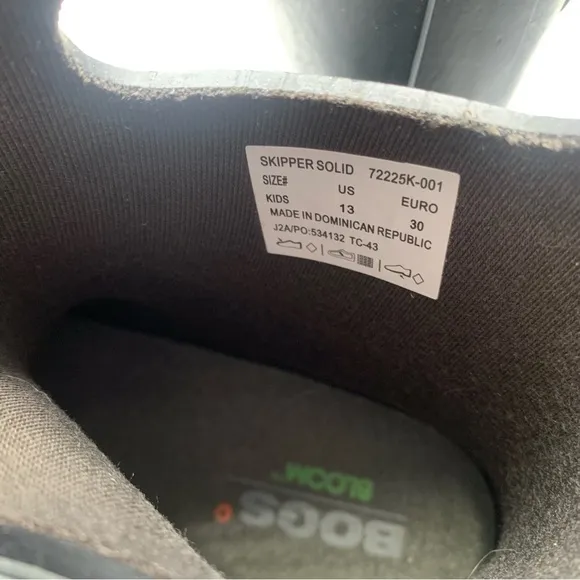 SKIPPER SOLID 72225K-001
SIZE# US EURO
KIDS 13 30
MADE IN DOMINICAN REPUBLIC
J2A/PO:534132 TC-43
BLOOM
BOGS